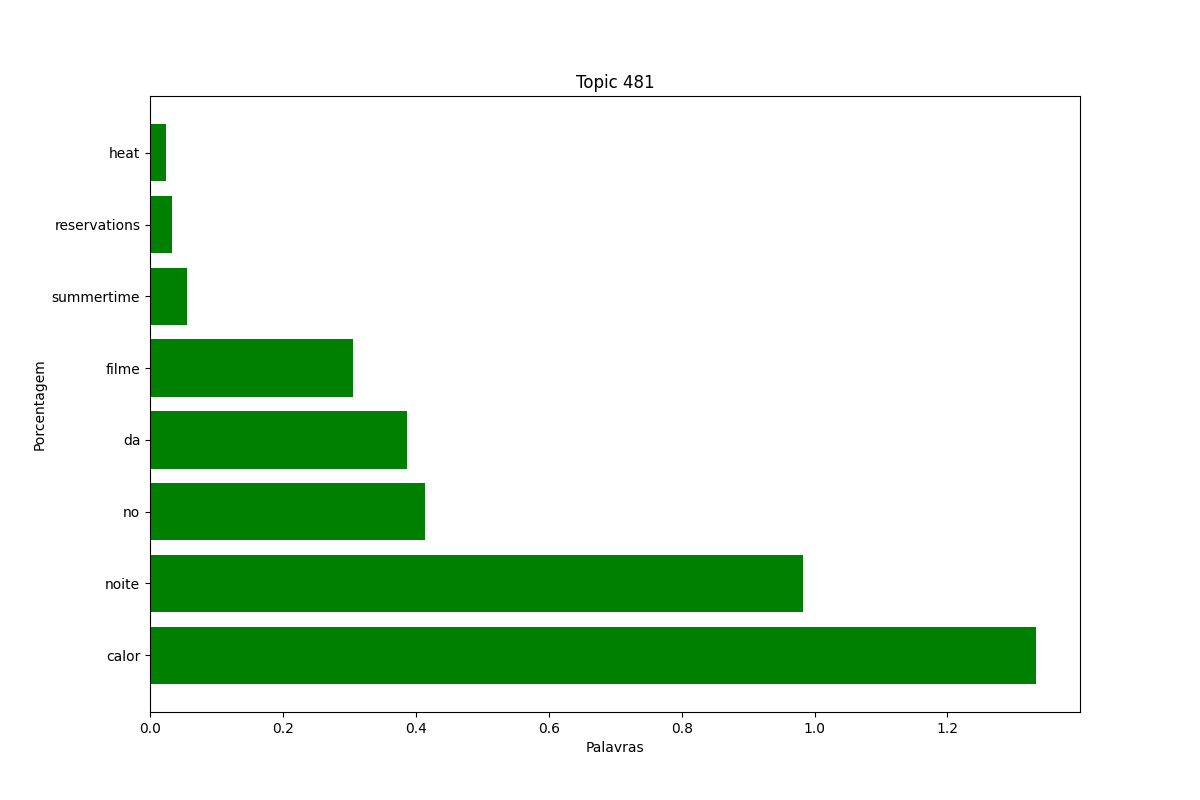 Topic 481
heat
reservations
summertime
filme
da
no
noite
calor
Porcentagem
0.0 0.2 0.4 0.6 0.8 1.0 1.2
Palavras